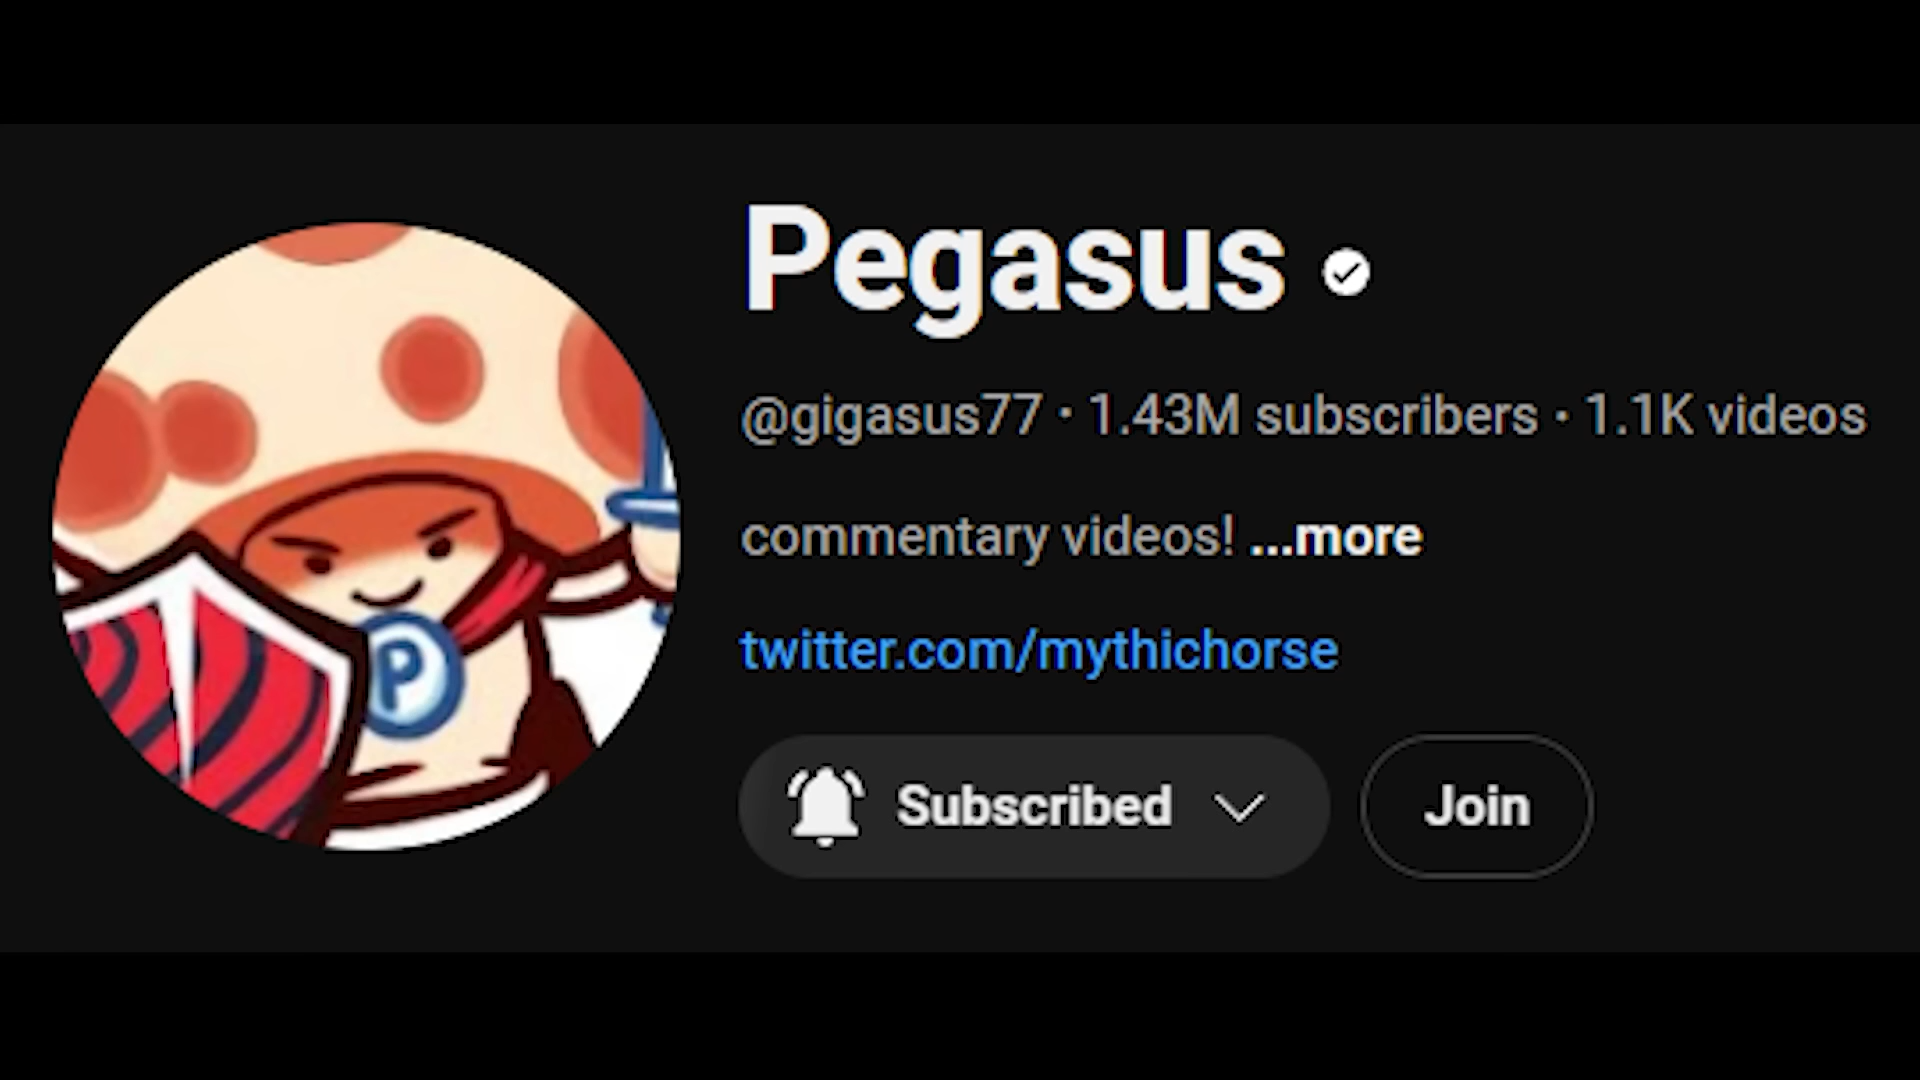 Pegasus
@gigasus77 • 1.43M subscribers • 1.1K videos
commentary videos! ...more
twitter.com/mythichorse
Subscribed
Join
P